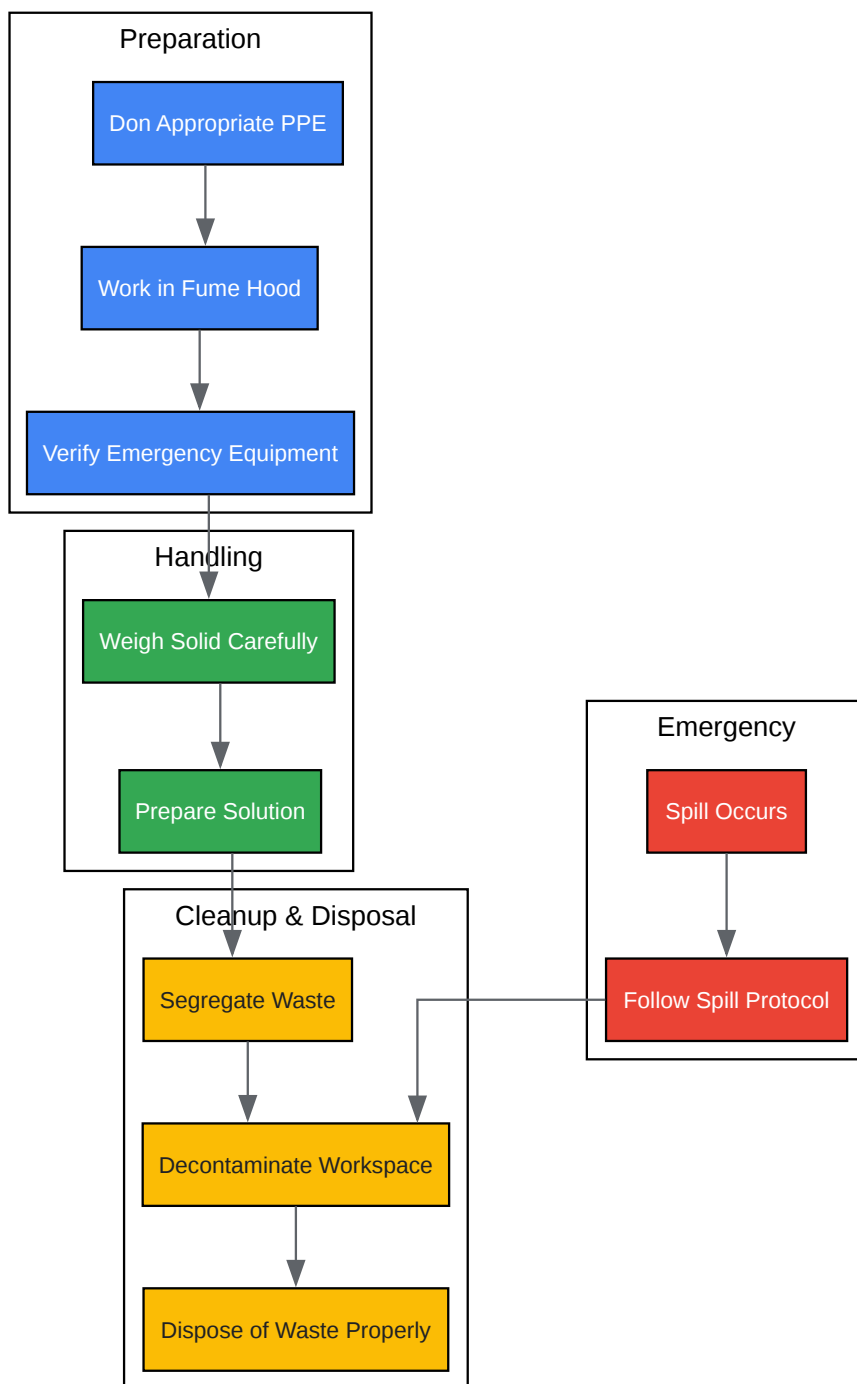 Preparation
Don Appropriate PPE
Work in Fume Hood
Verify Emergency Equipment
Handling
Weigh Solid Carefully
Prepare Solution
Emergency
Spill Occurs
Follow Spill Protocol
Cleanup & Disposal
Segregate Waste
Decontaminate Workspace
Dispose of Waste Properly